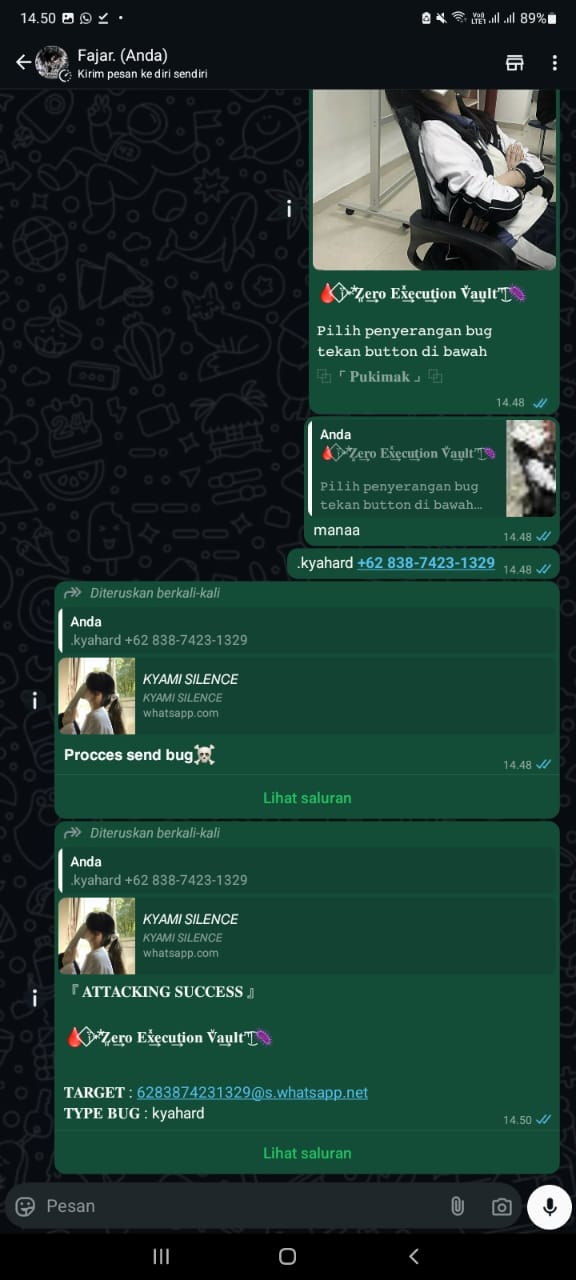 14.50
Vo))
LTE1
89%
Fajar. (Anda)
Kirim pesan ke diri sendiri
Zero Execution Vault
Pilih penyerangan bug
tekan button di bawah
⿻ 「 Pukimak 」 ⿻
14.48
Anda
Zero Execution Vault
Pilih penyerangan bug
tekan button di bawah...
manaa
14.48
.kyahard +62 838-7423-1329
14.48
Diteruskan berkali-kali
Anda
.kyahard +62 838-7423-1329
KYAMI SILENCE
KYAMI SILENCE
whatsapp.com
Procces send bug☠️
14.48
Lihat saluran
Diteruskan berkali-kali
Anda
.kyahard +62 838-7423-1329
KYAMI SILENCE
KYAMI SILENCE
whatsapp.com
『 ATTACKING SUCCESS 』
Zero Execution Vault
TARGET : 6283874231329@s.whatsapp.net
TYPE BUG : kyahard
14.50
Lihat saluran
Pesan